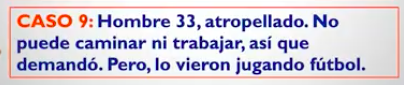 CASO 9: Hombre 33, atropellado. No
puede caminar ni trabajar, así que
demandó. Pero, lo vieron jugando fútbol.